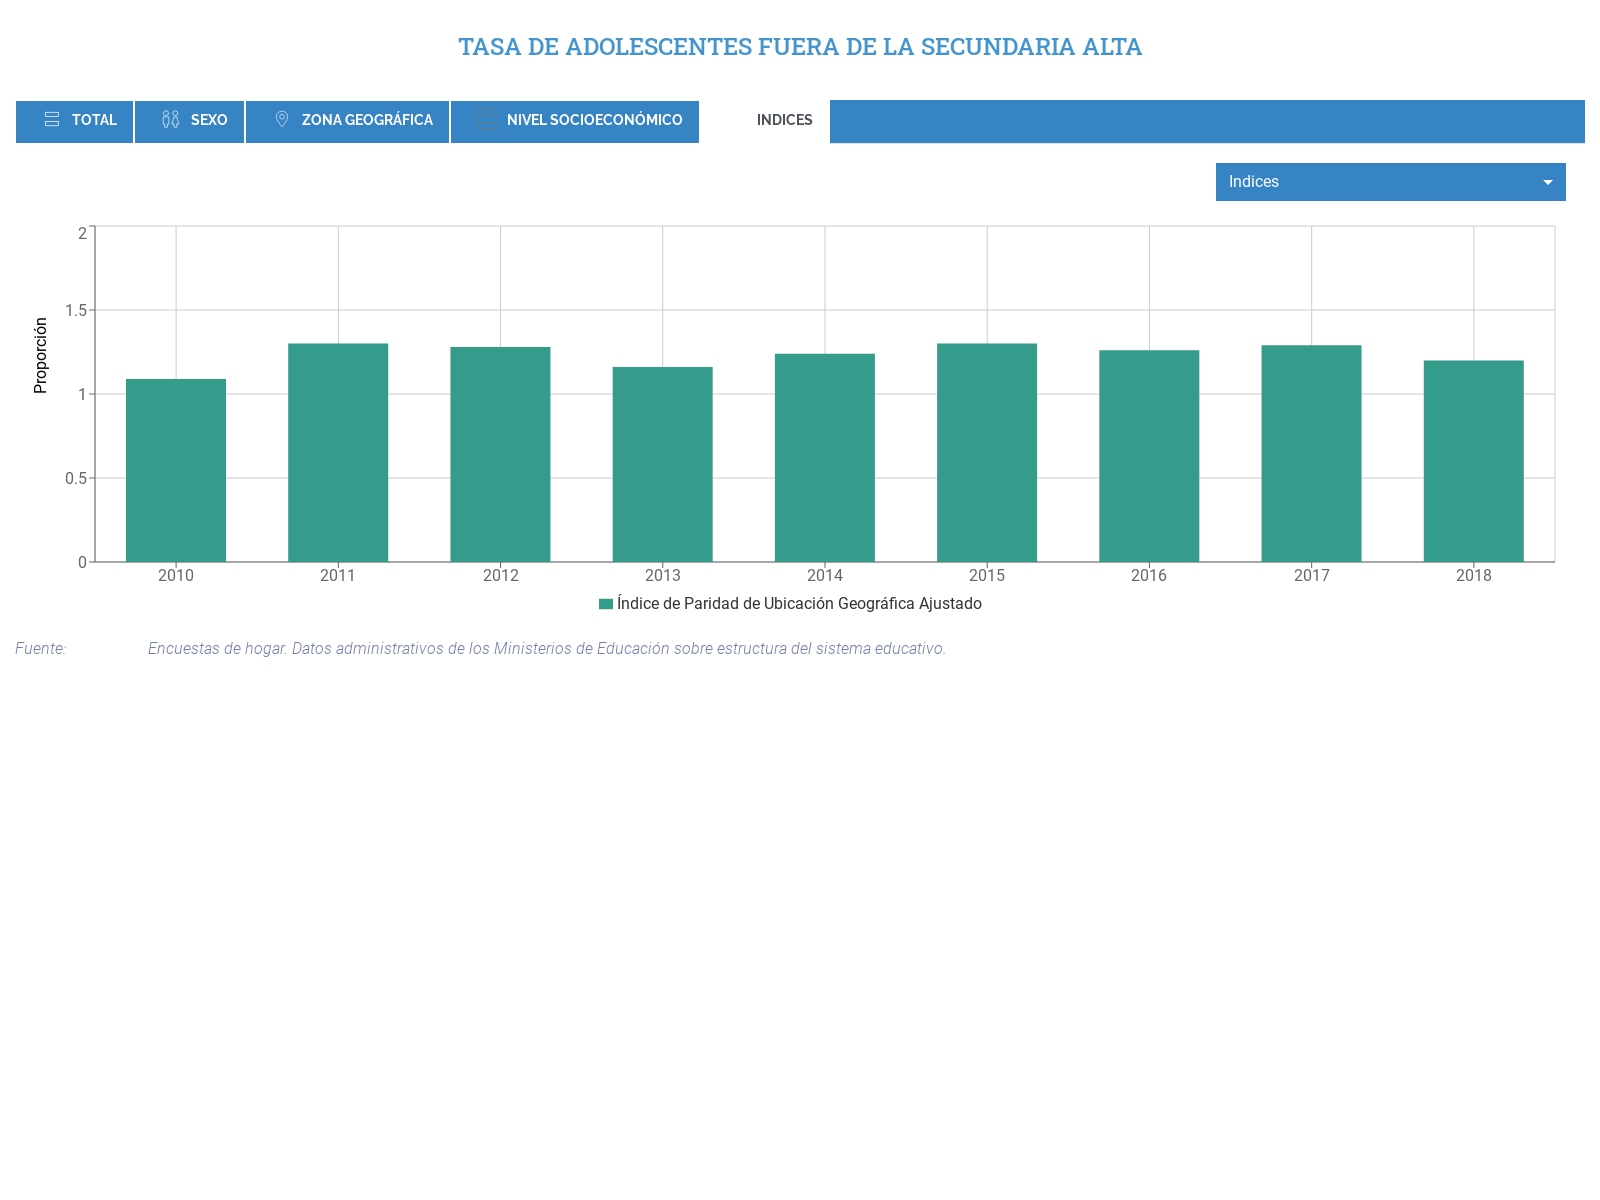 TASA DE ADOLESCENTES FUERA DE LA SECUNDARIA ALTA
TOTAL SEXO ZONA GEOGRÁFICA NIVEL SOCIOECONÓMICO INDICES
Indices
2
1.5
1
0.5
0
Proporción
2010 2011 2012 2013 2014 2015 2016 2017 2018
Índice de Paridad de Ubicación Geográfica Ajustado
Fuente: Encuestas de hogar. Datos administrativos de los Ministerios de Educación sobre estructura del sistema educativo.